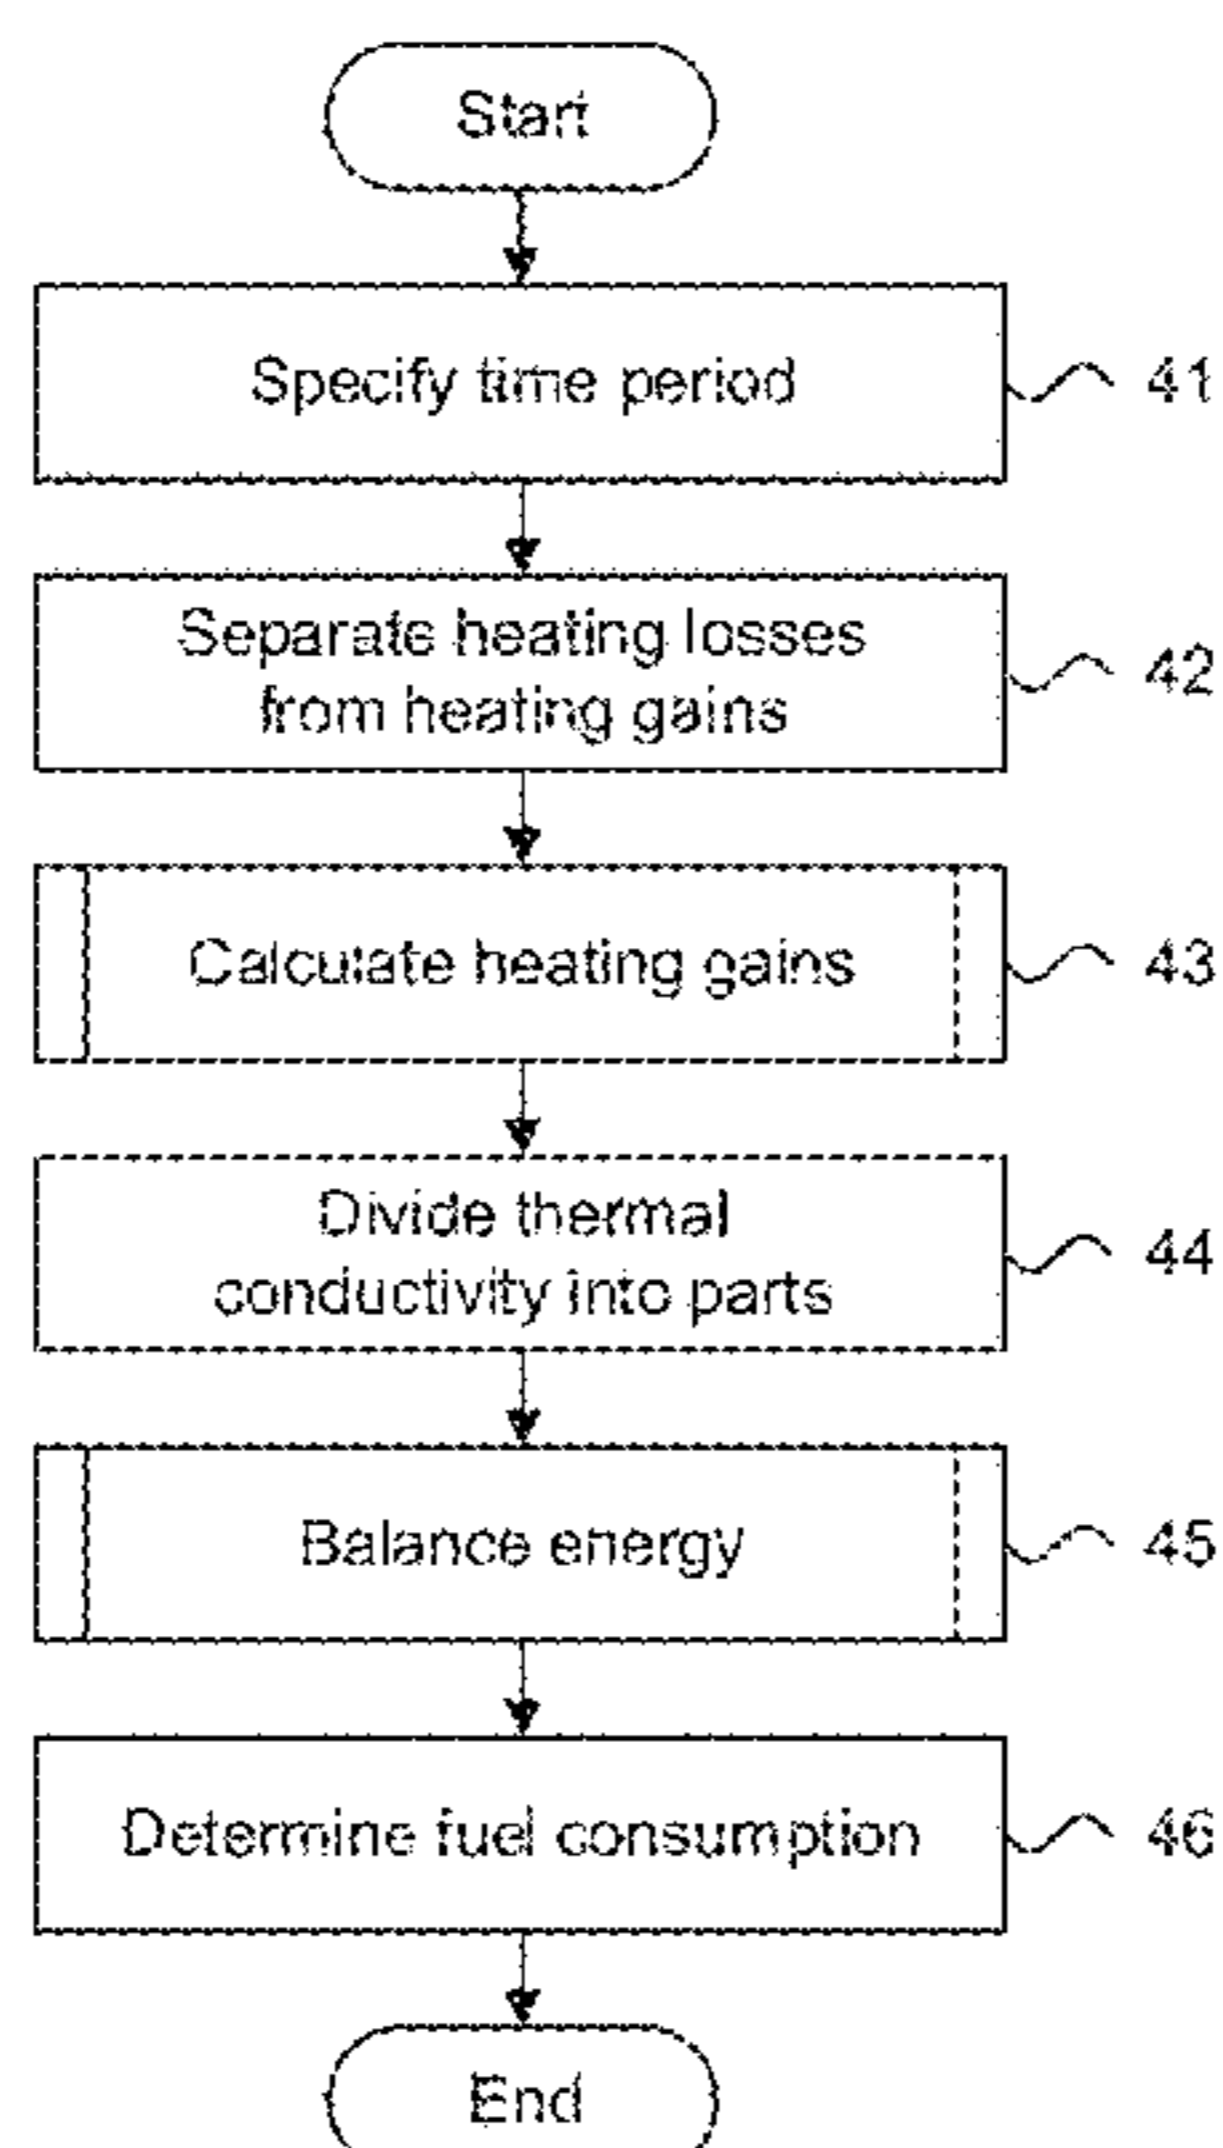 Start
Specify time period
41
Separate heating losses
from heating gains
42
Calculate heating gains
43
Divide thermal
conductivity into parts
44
Balance energy
45
Determine fuel consumption
46
End